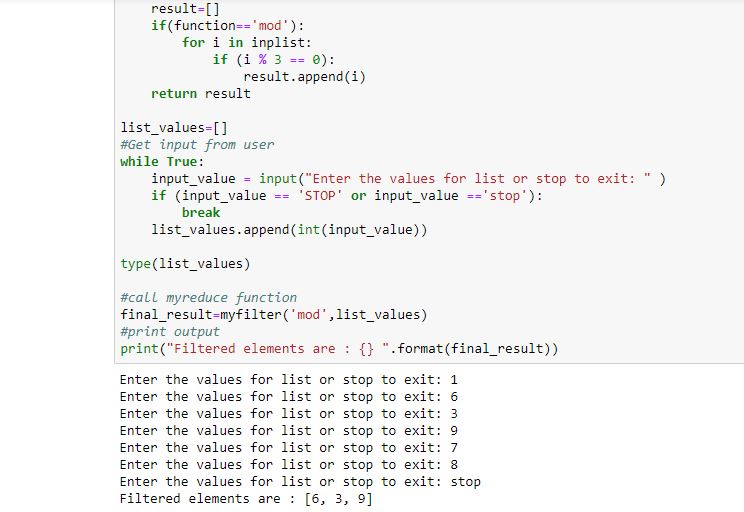 result=[]
    if(function=='mod'):
        for i in inplist:
            if (i % 3 == 0):
                result.append(i)
    return result

list_values=[]
#Get input from user
while True:
    input_value = input("Enter the values for list or stop to exit: " )
    if (input_value == 'STOP' or input_value =='stop'):
        break
    list_values.append(int(input_value))

type(list_values)

#call myreduce function
final_result=myfilter('mod',list_values)
#print output
print("Filtered elements are : {} ".format(final_result))
Enter the values for list or stop to exit: 1
Enter the values for list or stop to exit: 6
Enter the values for list or stop to exit: 3
Enter the values for list or stop to exit: 9
Enter the values for list or stop to exit: 7
Enter the values for list or stop to exit: 8
Enter the values for list or stop to exit: stop
Filtered elements are : [6, 3, 9]